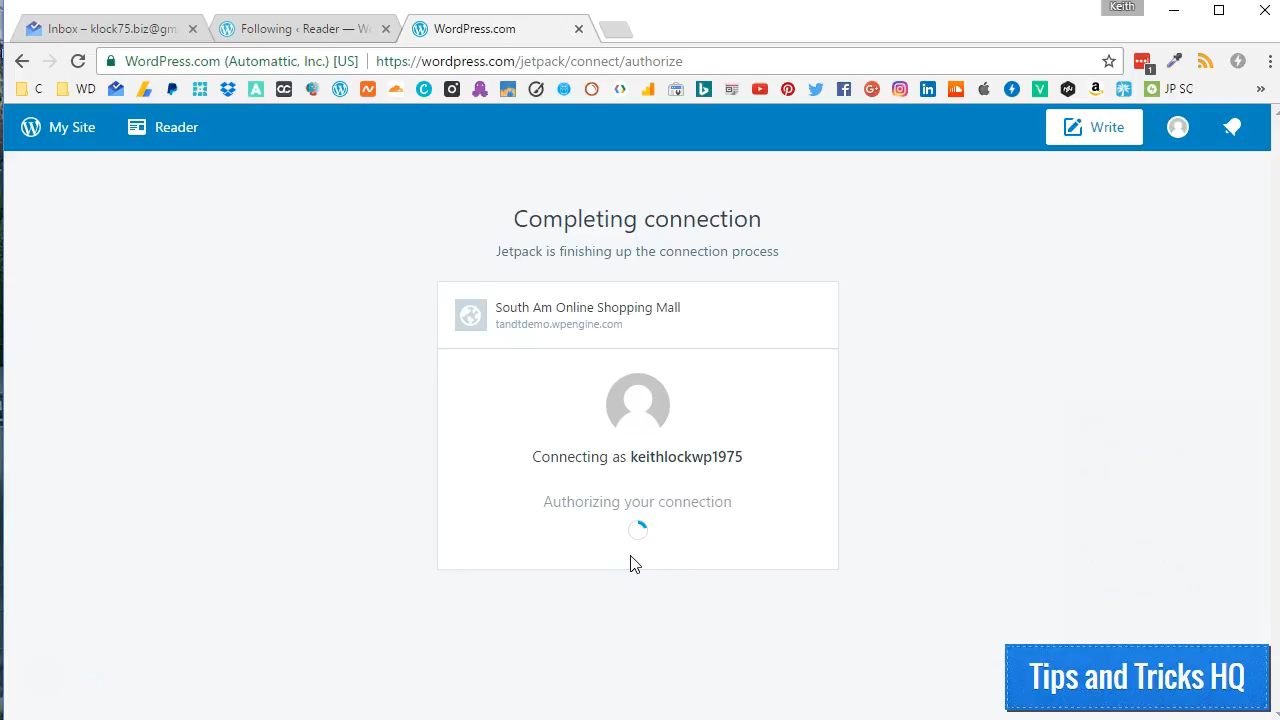 Keith
Inbox – klock75.biz@gm
Following ‹ Reader — Wo
WordPress.com
WordPress.com (Automattic, Inc.) [US]
https://wordpress.com/jetpack/connect/authorize
1
C
WD
JP SC
»
My Site
Reader
Write
Completing connection
Jetpack is finishing up the connection process
South Am Online Shopping Mall
tandtdemo.wpengine.com
Connecting as keithlockwp1975
Authorizing your connection
Tips and Tricks HQ